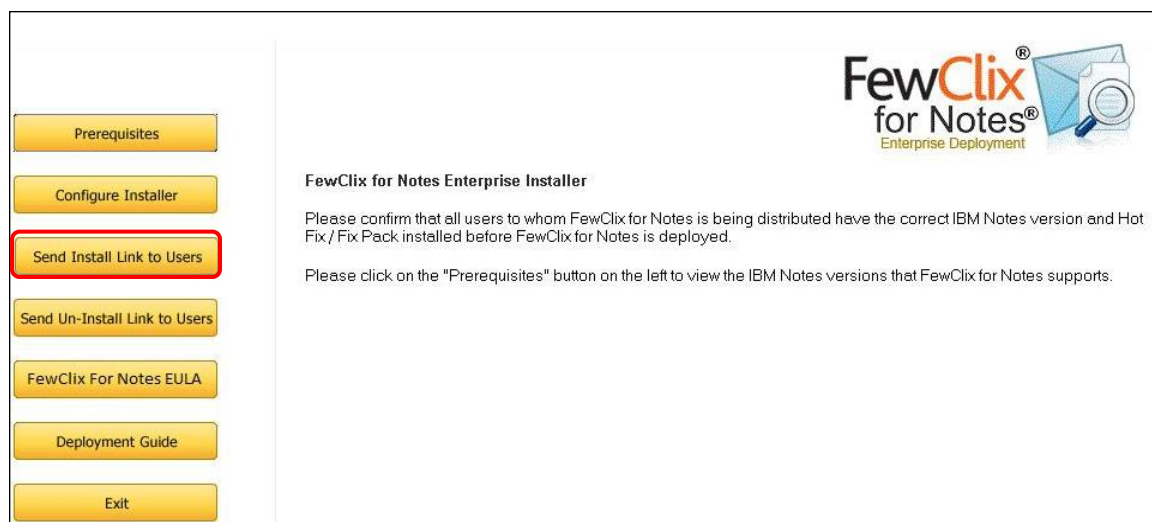 FewClix®
for Notes®
Enterprise Deployment
Prerequisites
Configure Installer
Send Install Link to Users
Send Un-Install Link to Users
FewClix For Notes EULA
Deployment Guide
Exit
FewClix for Notes Enterprise Installer
Please confirm that all users to whom FewClix for Notes is being distributed have the correct IBM Notes version and Hot
Fix / Fix Pack installed before FewClix for Notes is deployed.
Please click on the "Prerequisites" button on the left to view the IBM Notes versions that FewClix for Notes supports.